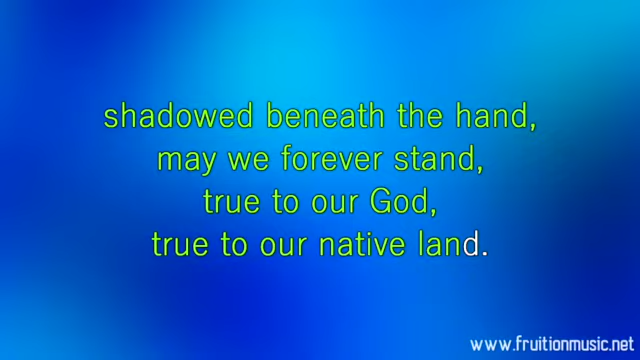 shadowed beneath the hand,
may we forever stand,
true to our God,
true to our native land.
www.fruitionmusic.net